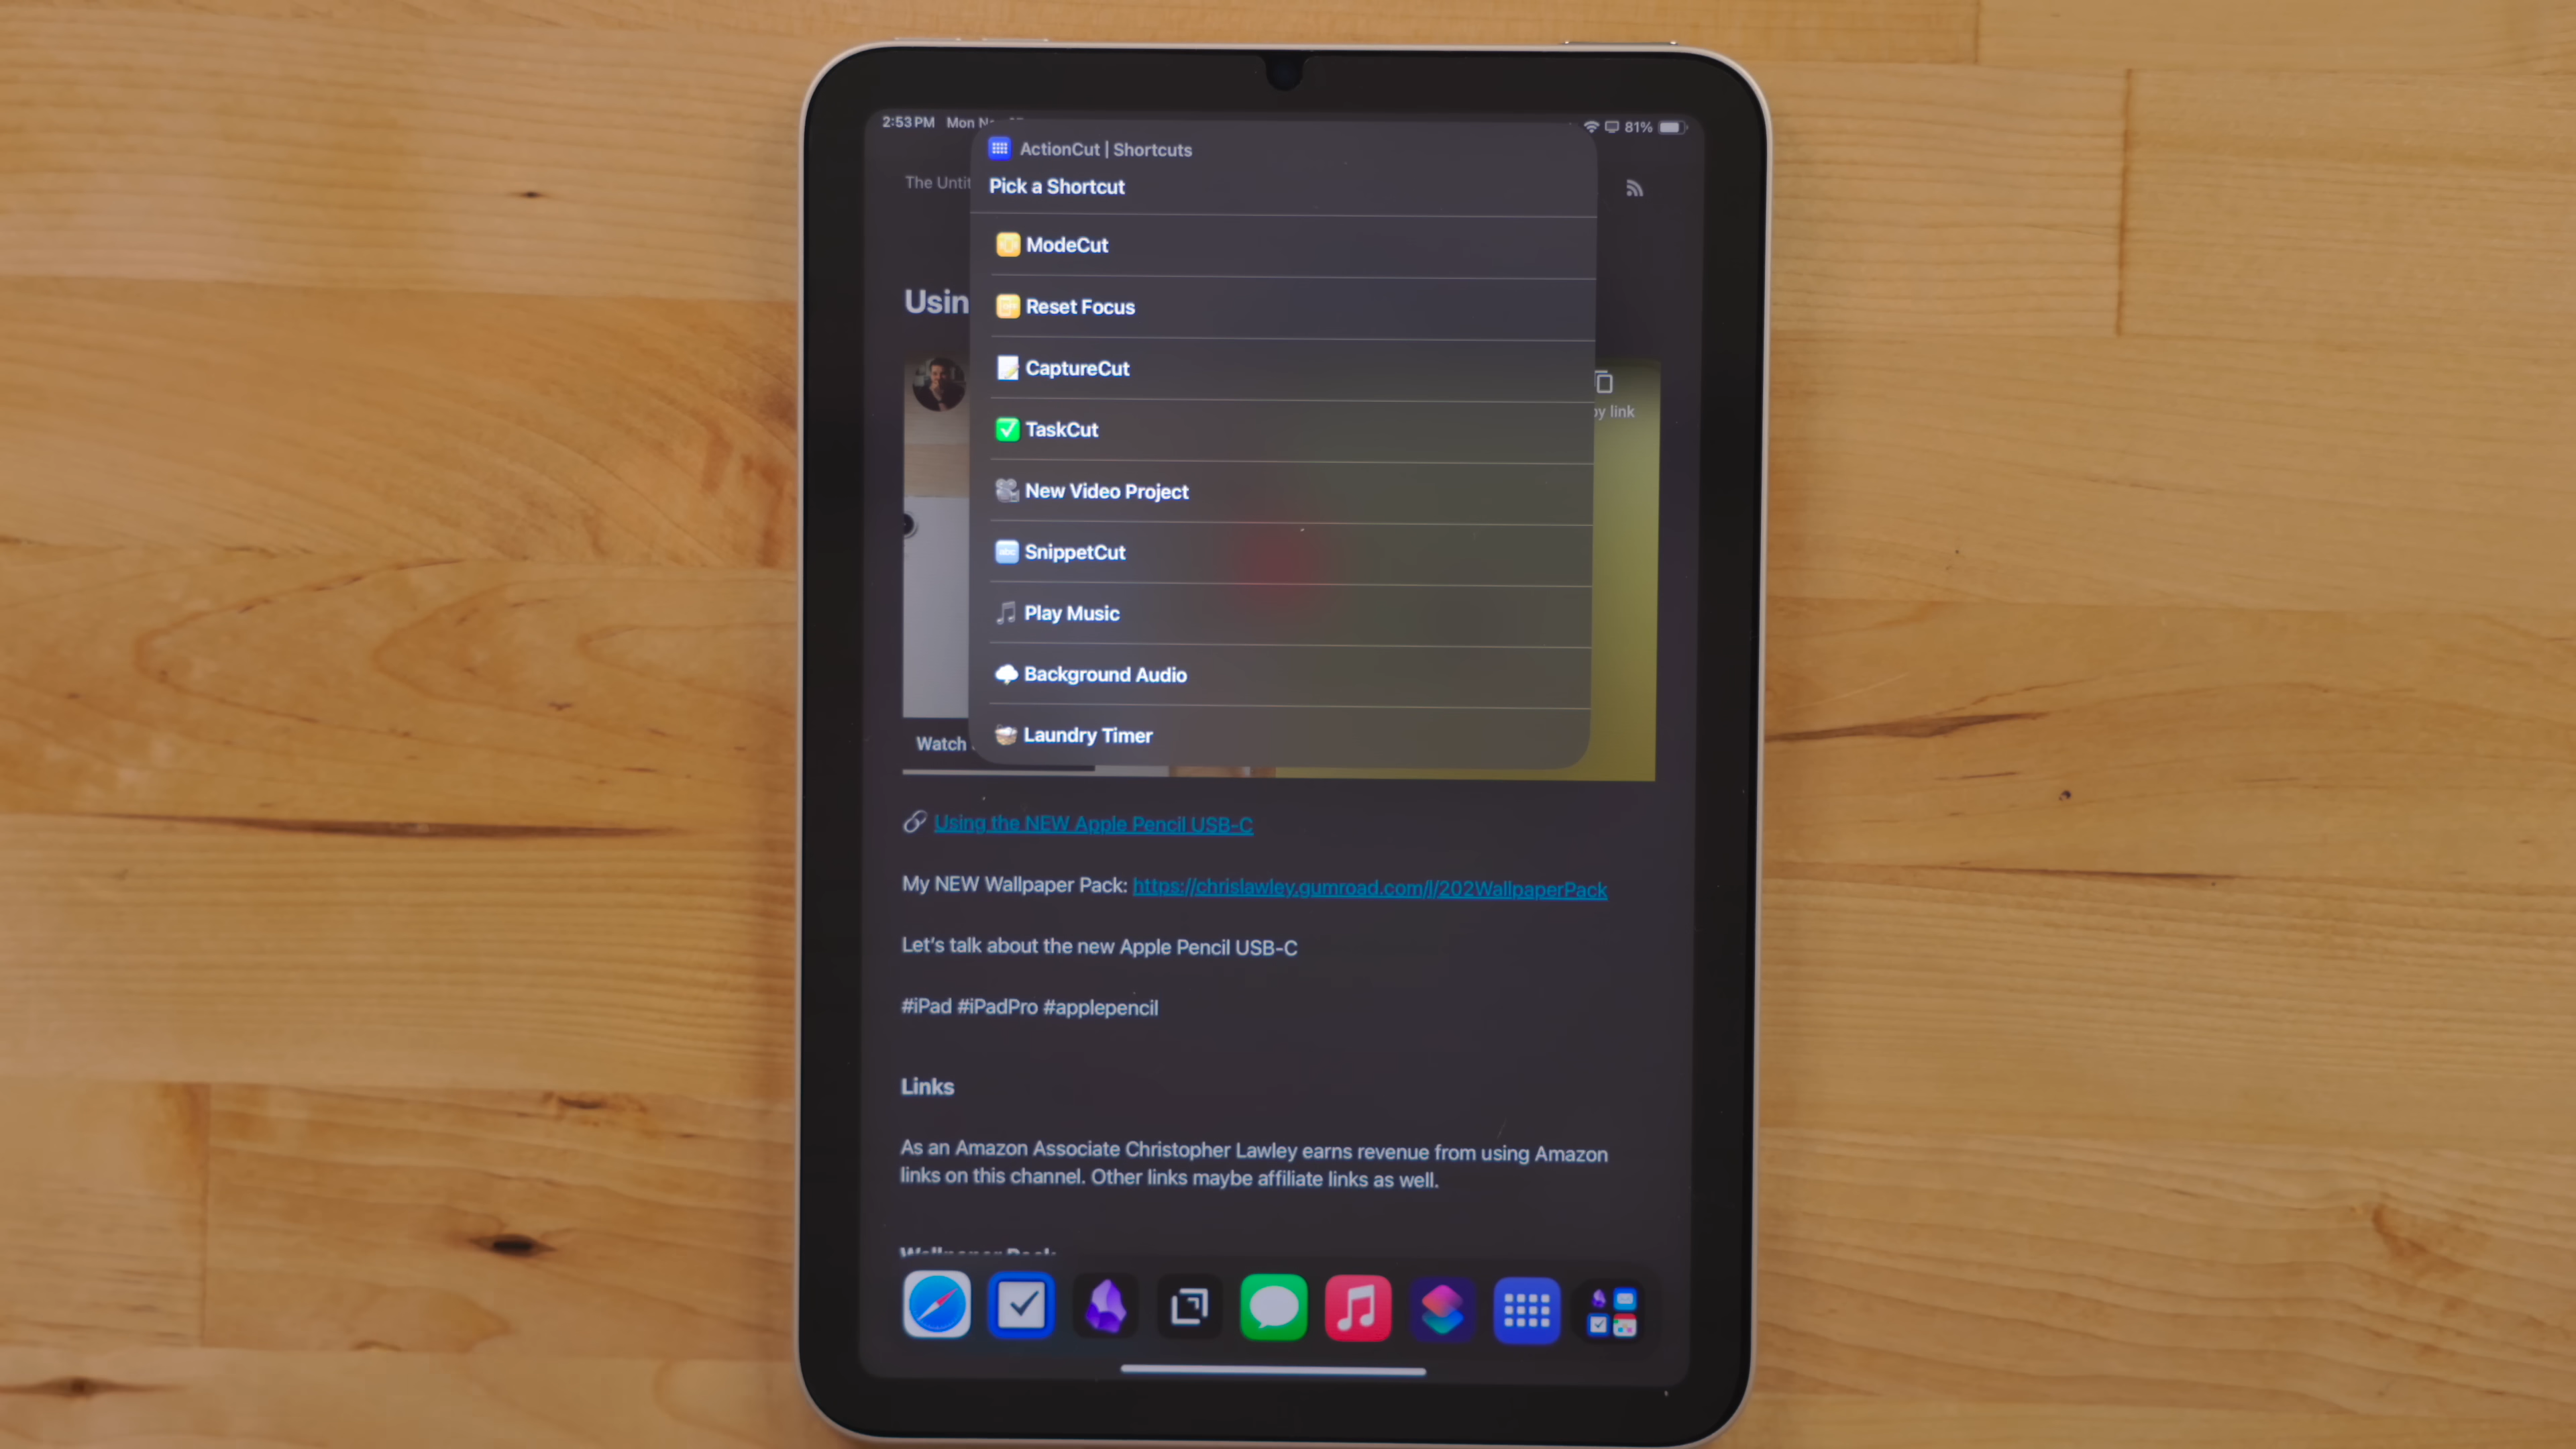 2:53 PM Mon
81%
ActionCut | Shortcuts
The
Pick a Shortcut
ModeCut
Reset Focus
CaptureCut
link
TaskCut
New Video Project
abc SnippetCut
Play Music
Background Audio
Laundry Timer
Watch
Using the NEW Apple Pencil USB-C
My NEW Wallpaper Pack: https://chrislawley.gumroad.com/l/202WallpaperPack
Let's talk about the new Apple Pencil USB-C
#iPad #iPadPro #applepencil
Links
As an Amazon Associate Christopher Lawley earns revenue from using Amazon
links on this channel. Other links maybe affiliate links as well.